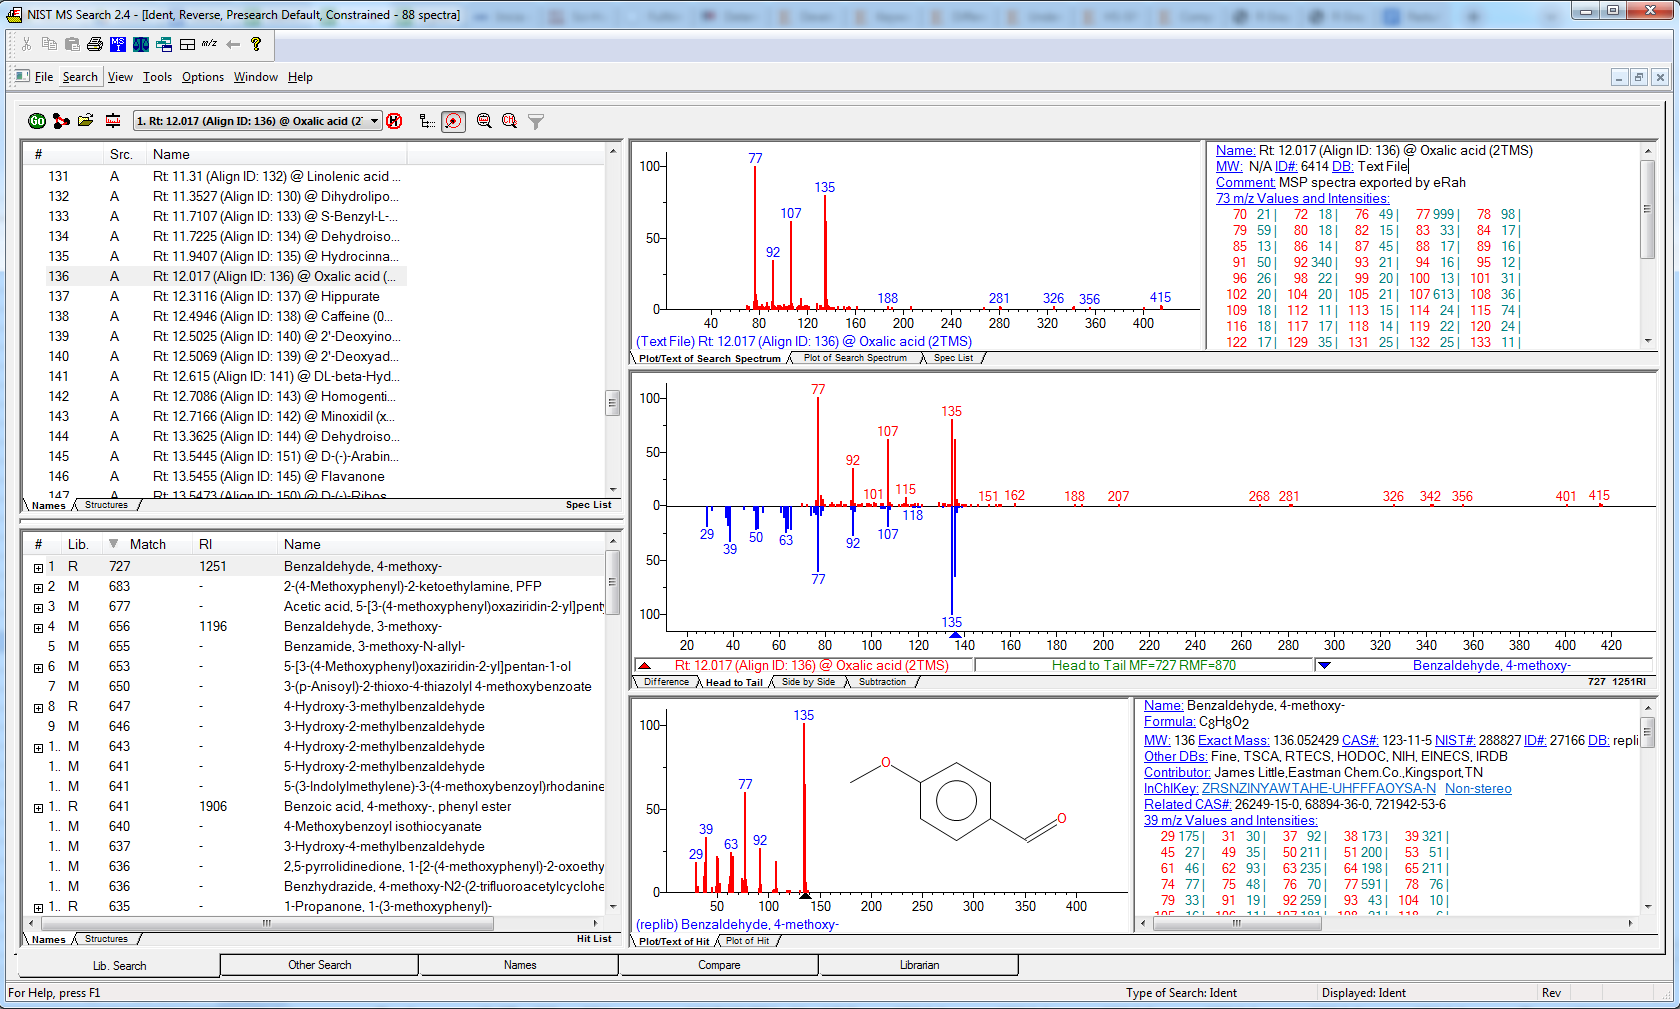 NIST MS Search 2.4 - [Ident, Reverse, Presearch Default, Constrained - 88 spectra]
File Search View Tools Options Window Help
1. Rt: 12.017 (Align ID: 136) @ Oxalic acid (2T
# Src. Name
131 A Rt: 11.31 (Align ID: 132) @ Linolenic acid ...
132 A Rt: 11.3527 (Align ID: 130) @ Dihydrolipo...
133 A Rt: 11.7107 (Align ID: 133) @ S-Benzyl-L-...
134 A Rt: 11.7225 (Align ID: 134) @ Dehydroiso...
135 A Rt: 11.9407 (Align ID: 135) @ Hydrocinna...
136 A Rt: 12.017 (Align ID: 136) @ Oxalic acid (...
137 A Rt: 12.3116 (Align ID: 137) @ Hippurate
138 A Rt: 12.4946 (Align ID: 138) @ Caffeine (0...
139 A Rt: 12.5025 (Align ID: 140) @ 2'-Deoxyino...
140 A Rt: 12.5069 (Align ID: 139) @ 2'-Deoxyad...
141 A Rt: 12.615 (Align ID: 141) @ DL-beta-Hyd...
142 A Rt: 12.7086 (Align ID: 143) @ Homogenti...
143 A Rt: 12.7166 (Align ID: 142) @ Minoxidil (x...
144 A Rt: 13.3625 (Align ID: 144) @ Dehydroiso...
145 A Rt: 13.5445 (Align ID: 151) @ D-(-)-Arabin...
146 A Rt: 13.5455 (Align ID: 145) @ Flavanone
147 A Rt: 13.5473 (Align ID: 150) @ D-(-)-Ribos
Names Structures Spec List
# Lib. Match RI Name
1 R 727 1251 Benzaldehyde, 4-methoxy-
2 M 683 - 2-(4-Methoxyphenyl)-2-ketoethylamine, PFP
3 M 677 - Acetic acid, 5-[3-(4-methoxyphenyl)oxaziridin-2-yl]penty
4 M 656 1196 Benzaldehyde, 3-methoxy-
5 M 655 - Benzamide, 3-methoxy-N-allyl-
6 M 653 - 5-[3-(4-Methoxyphenyl)oxaziridin-2-yl]pentan-1-ol
7 M 650 - 3-(p-Anisoyl)-2-thioxo-4-thiazolyl 4-methoxybenzoate
8 R 647 - 4-Hydroxy-3-methylbenzaldehyde
9 M 646 - 3-Hydroxy-2-methylbenzaldehyde
1.. M 643 - 4-Hydroxy-2-methylbenzaldehyde
1.. M 641 - 5-Hydroxy-2-methylbenzaldehyde
1.. M 641 - 5-(3-Indolylmethylene)-3-(4-methoxybenzoyl)rhodanine
1.. R 641 1906 Benzoic acid, 4-methoxy-, phenyl ester
1.. M 640 - 4-Methoxybenzoyl isothiocyanate
1.. M 637 - 3-Hydroxy-4-methylbenzaldehyde
1.. M 636 - 2,5-pyrrolidinedione, 1-[2-(4-methoxyphenyl)-2-oxoethy
1.. M 636 - Benzhydrazide, 4-methoxy-N2-(2-trifluoroacetylcyclohe
1.. R 635 - 1-Propanone, 1-(3-methoxyphenyl)-
Names Structures Hit List
100 50 0
77 92 107 135 188 281 326 356 415
40 80 120 160 200 240 280 320 360 400
(Text File) Rt: 12.017 (Align ID: 136) @ Oxalic acid (2TMS)
Plot/Text of Search Spectrum Plot of Search Spectrum Spec List
Name: Rt: 12.017 (Align ID: 136) @ Oxalic acid (2TMS)
MW: N/A ID#: 6414 DB: Text File
Comment: MSP spectra exported by eRah
73 m/z Values and Intensities:
70 21 | 72 18 | 76 49 | 77 999 | 78 98 |
79 59 | 80 18 | 82 15 | 83 33 | 84 17 |
85 13 | 86 14 | 87 45 | 88 17 | 89 16 |
91 50 | 92 340 | 93 21 | 94 16 | 95 12 |
96 26 | 98 22 | 99 20 | 100 13 | 101 31 |
102 20 | 104 20 | 105 21 | 107 613 | 108 36 |
109 18 | 112 11 | 113 15 | 114 24 | 115 74 |
116 18 | 117 17 | 118 14 | 119 22 | 120 24 |
122 17 | 129 35 | 131 25 | 132 25 | 133 11 |
100 50 0 50 100
77 92 101 107 115 135 151 162 188 207 268 281 326 342 356 401 415
29 39 50 63 77 92 107 118 135
20 40 60 80 100 120 140 160 180 200 220 240 260 280 300 320 340 360 380 400 420
Rt: 12.017 (Align ID: 136) @ Oxalic acid (2TMS) Head to Tail MF=727 RMF=870 Benzaldehyde, 4-methoxy-
Difference Head to Tail Side by Side Subtraction 727 1251RI
100 50 0
29 39 63 77 92 135
O O
50 100 150 200 250 300 350 400
(replib) Benzaldehyde, 4-methoxy-
Plot/Text of Hit Plot of Hit
Name: Benzaldehyde, 4-methoxy-
Formula: C8H8O2
MW: 136 Exact Mass: 136.052429 CAS#: 123-11-5 NIST#: 288827 ID#: 27166 DB: repli
Other DBs: Fine, TSCA, RTECS, HODOC, NIH, EINECS, IRDB
Contributor: James Little,Eastman Chem.Co.,Kingsport,TN
InChIKey: ZRSNZINYAWTAHE-UHFFFAOYSA-N Non-stereo
Related CAS#: 26249-15-0, 68894-36-0, 721942-53-6
39 m/z Values and Intensities:
29 175 | 31 30 | 37 92 | 38 173 | 39 321 |
45 27 | 49 35 | 50 211 | 51 200 | 53 51 |
61 46 | 62 93 | 63 235 | 64 198 | 65 211 |
74 77 | 75 48 | 76 70 | 77 591 | 78 76 |
79 33 | 91 19 | 92 259 | 93 43 | 104 10 |
Lib. Search Other Search Names Compare Librarian
For Help, press F1 Type of Search: Ident Displayed: Ident Rev